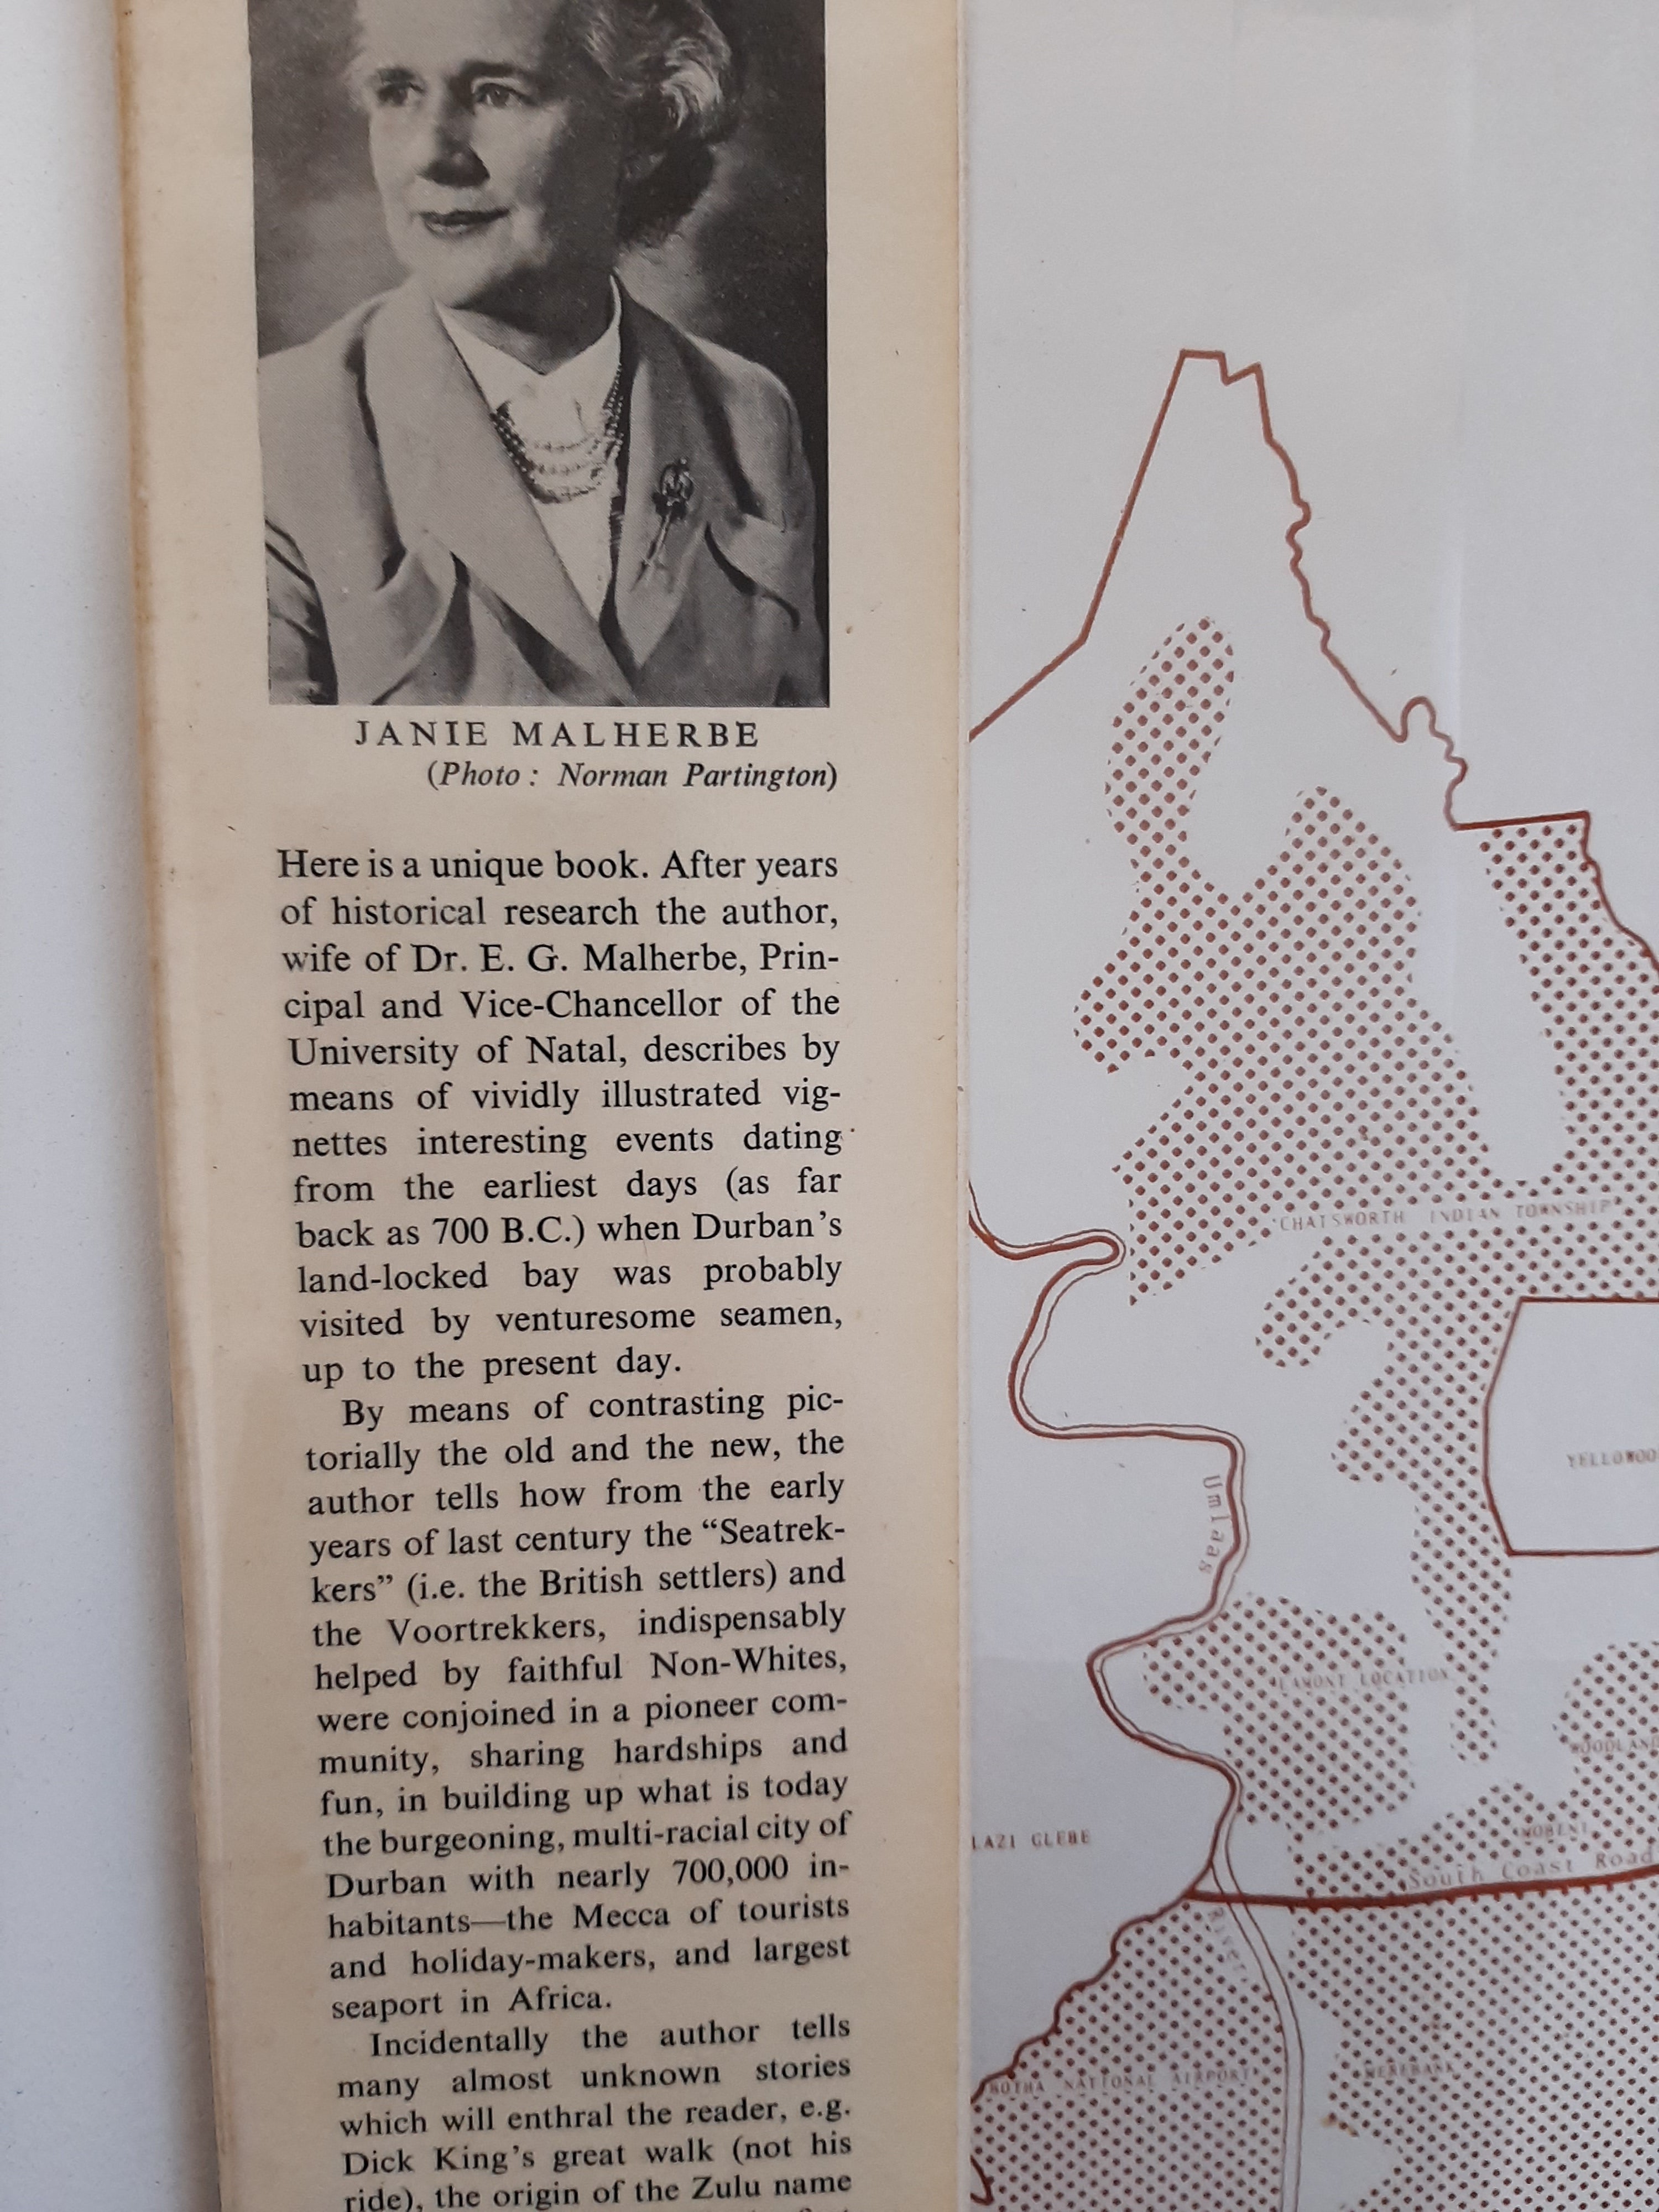 JANIE MALHERBE
(Photo : Norman Partington)
Here is a unique book. After years
of historical research the author,
wife of Dr. E. G. Malherbe, Prin-
cipal and Vice-Chancellor of the
University of Natal, describes by
means of vividly illustrated vig-
nettes interesting events dating
from the earliest days (as far
back as 700 B.C.) when Durban's
land-locked bay was probably
visited by venturesome seamen,
up to the present day.
By means of contrasting pic-
torially the old and the new, the
author tells how from the early
years of last century the “Seatrek-
kers” (i.e. the British settlers) and
the Voortrekkers, indispensably
helped by faithful Non-Whites,
were conjoined in a pioneer com-
munity, sharing hardships and
fun, in building up what is today
the burgeoning, multi-racial city of
Durban with nearly 700,000 in-
habitants—the Mecca of tourists
and holiday-makers, and largest
seaport in Africa.
Incidentally the author tells
many almost unknown stories
which will enthral the reader, e.g.
Dick King's great walk (not his
ride), the origin of the Zulu name
CHATSWORTH INDIAN TOWNSHIP
YELLOWOO
Umlaas
LAMONT LOCATION
WOODLAND
LAZI GLEBE
MOBENI
South Coast Road
River
BOTHA NATIONAL AIRPORT
MEREBANK